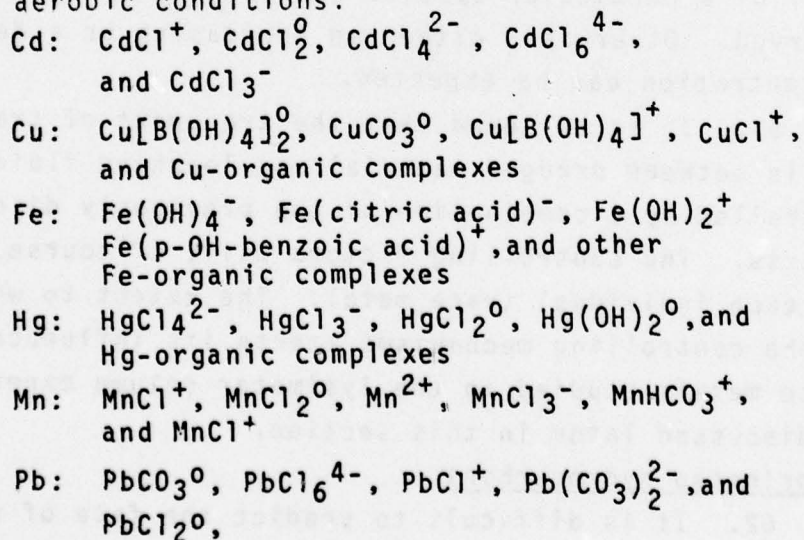 aerobic conditions.
Cd: CdCl⁺, CdCl₂⁰, CdCl₄²⁻, CdCl₆⁴⁻,
and CdCl₃⁻
Cu: Cu[B(OH)₄]₂⁰, CuCO₃⁰, Cu[B(OH)₄]⁺, CuCl⁺,
and Cu-organic complexes
Fe: Fe(OH)₄⁻, Fe(citric acid)⁻, Fe(OH)₂⁺
Fe(p-OH-benzoic acid)⁺,and other
Fe-organic complexes
Hg: HgCl₄²⁻, HgCl₃⁻, HgCl₂⁰, Hg(OH)₂⁰,and
Hg-organic complexes
Mn: MnCl⁺, MnCl₂⁰, Mn²⁺, MnCl₃⁻, MnHCO₃⁺,
and MnCl⁺
Pb: PbCO₃⁰, PbCl₆⁴⁻, PbCl⁺, Pb(CO₃)₂²⁻,an
PbCl₂⁰,